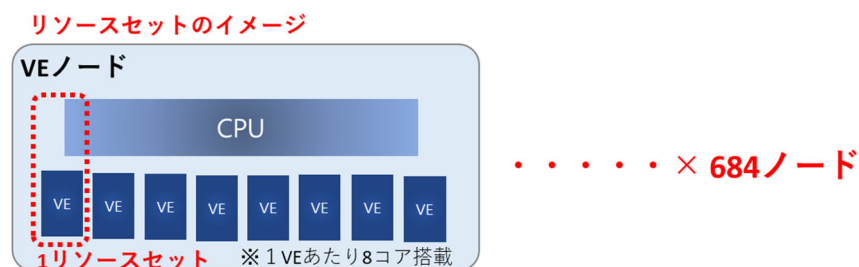 リソースセットのイメージ
VEノード
CPU
・・・・・× 684ノード
VE VE VE VE VE VE VE VE
1リソースセット ※１VEあたり8コア搭載